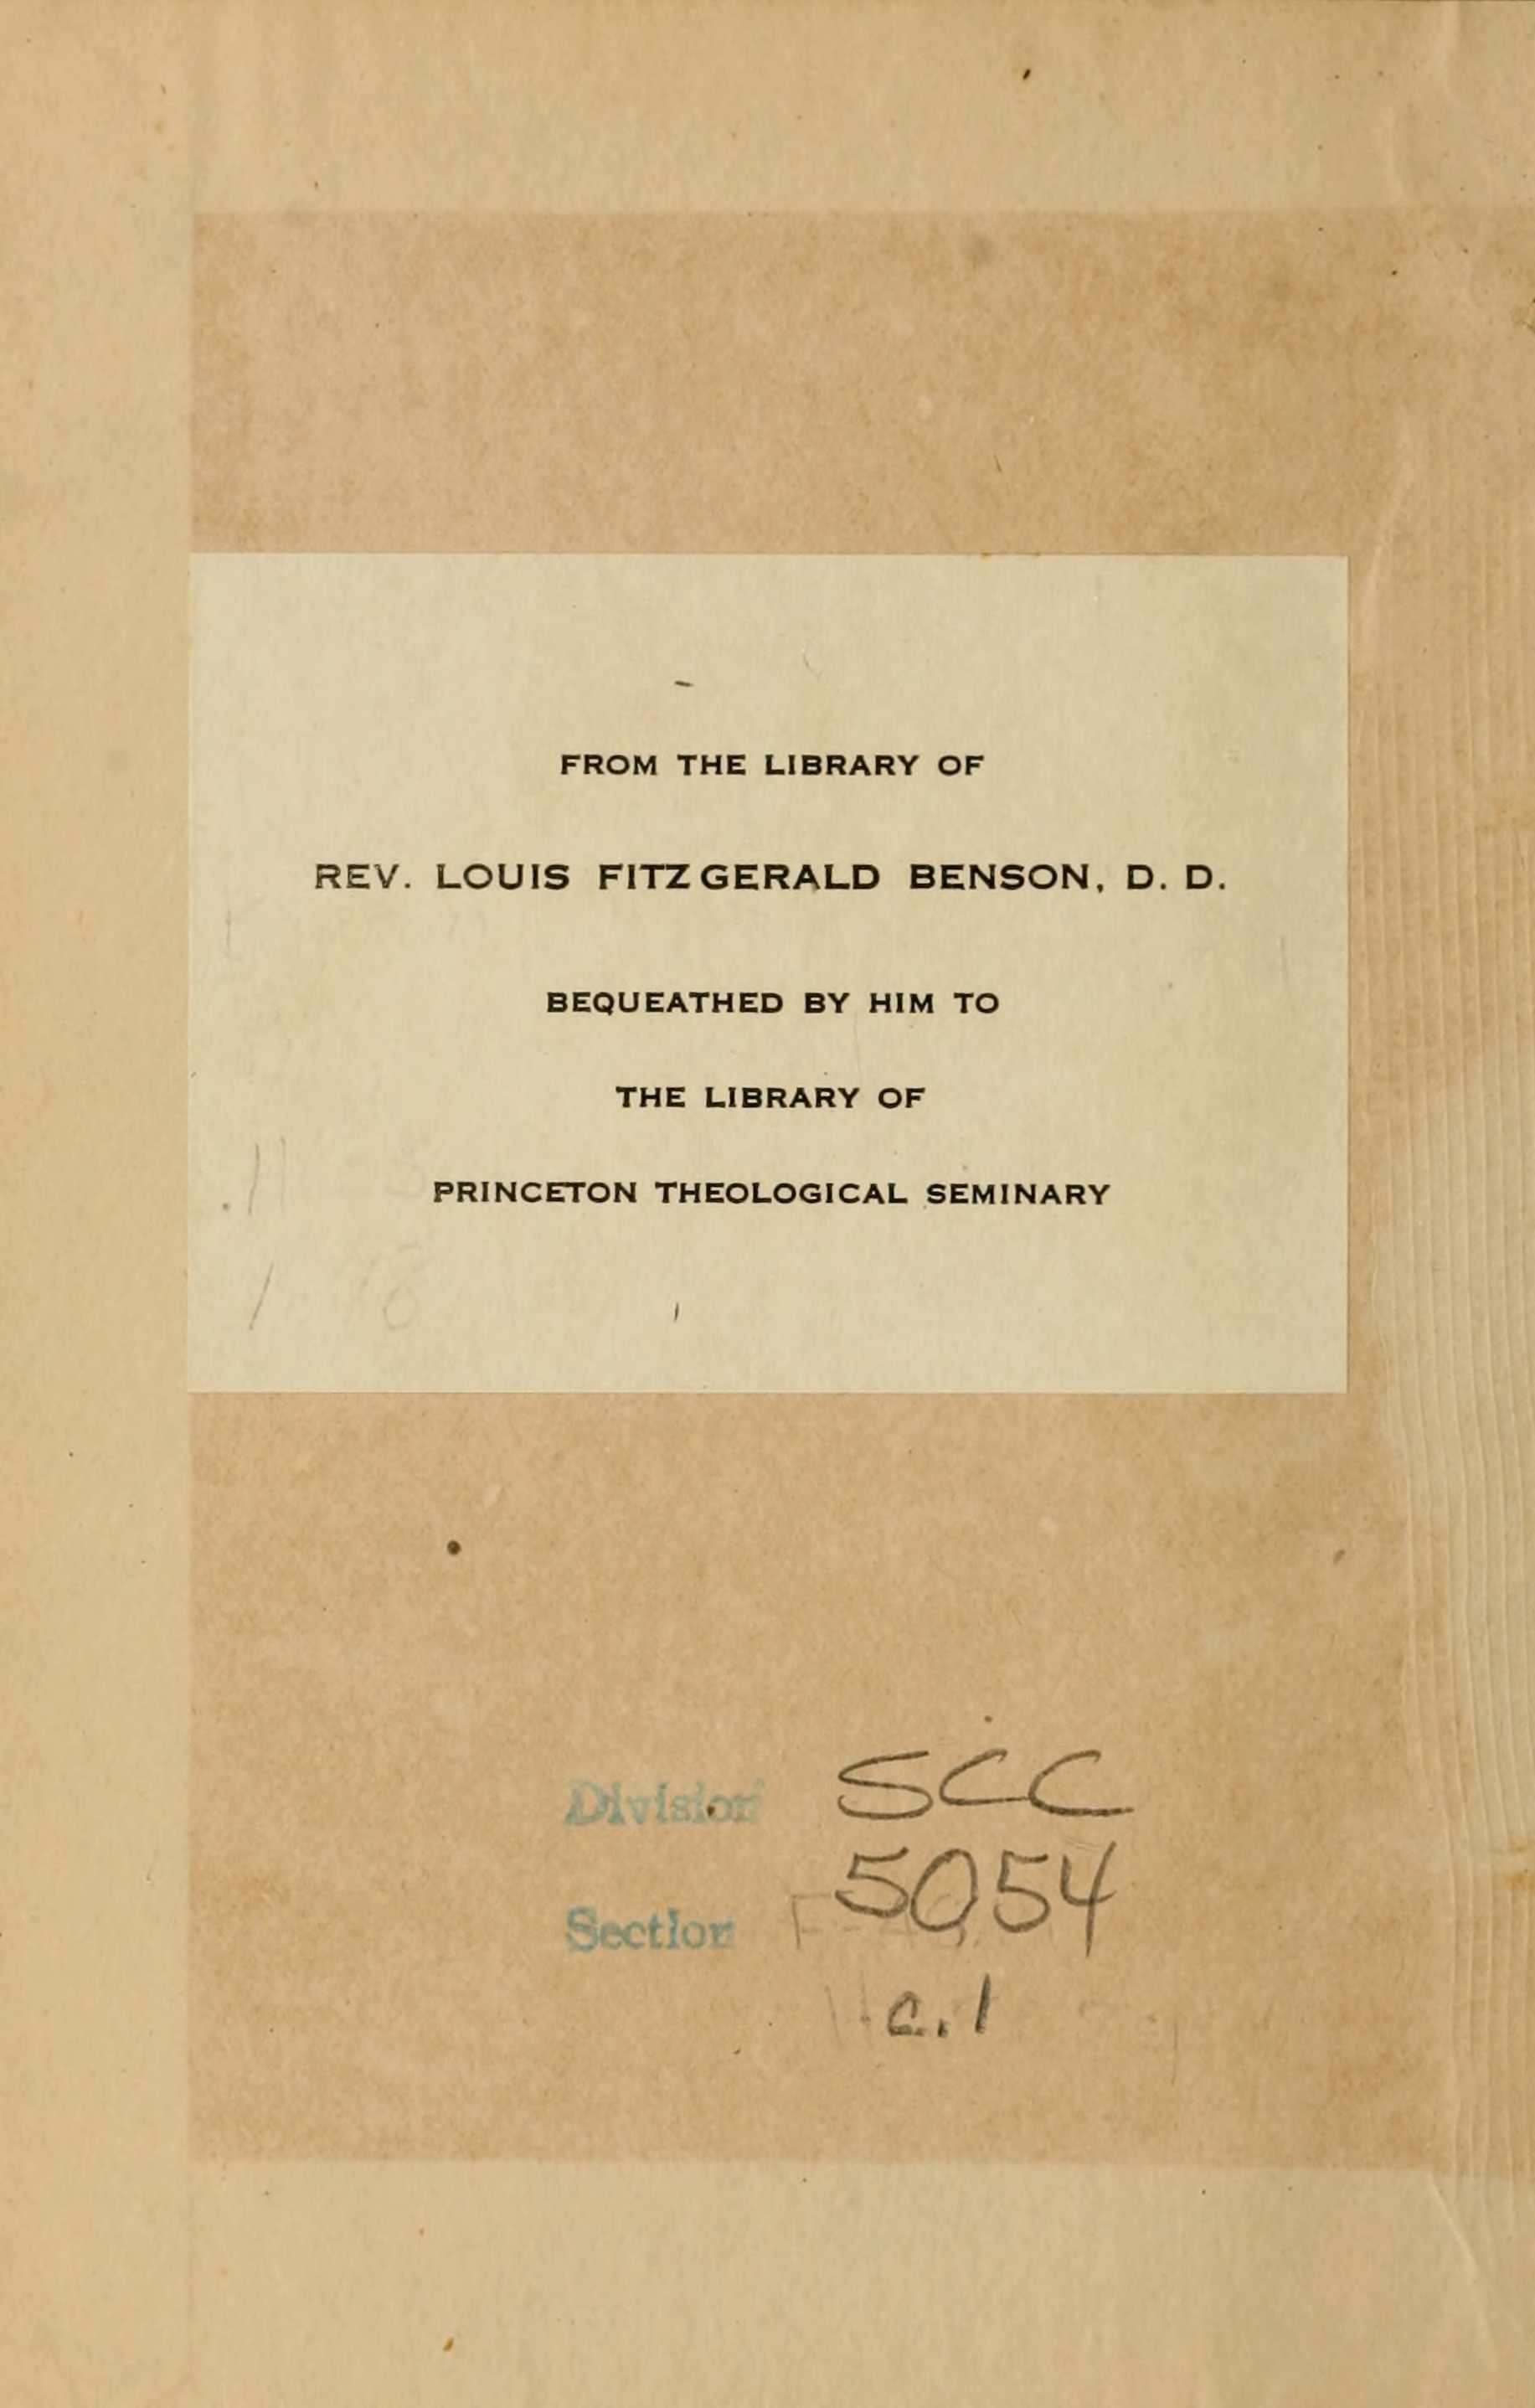 FROM THE LIBRARY OF
REV. LOUIS FITZGERALD BENSON, D. D.
BEQUEATHED BY HIM TO
THE LIBRARY OF
PRINCETON THEOLOGICAL SEMINARY
Division SCC
Section 5054
c.1